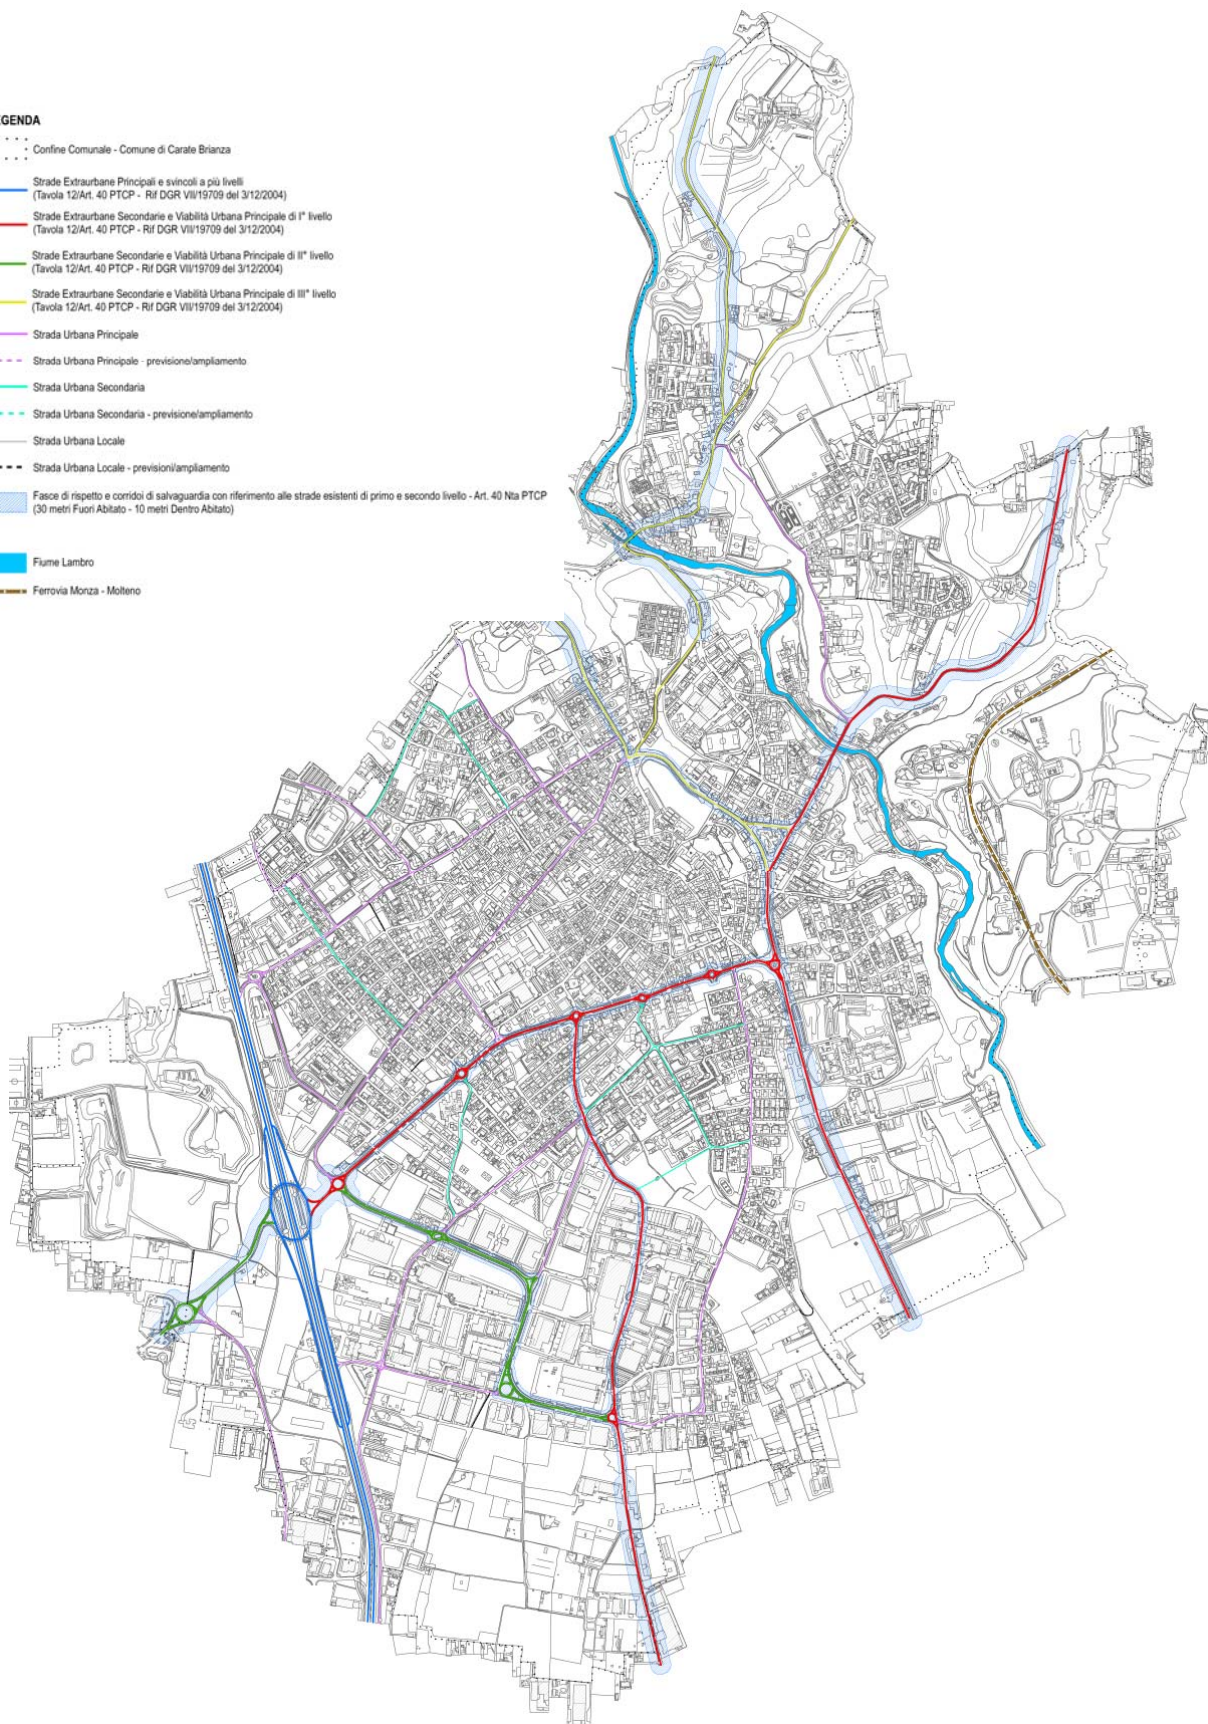 EGENDA
Confine Comunale - Comune di Carate Brianza
Strade Extraurbane Principali e svincoli a più livelli
(Tavola 12/Art. 40 PTCP - Rif DGR VII/19709 del 3/12/2004)
Strade Extraurbane Secondarie e Viabilità Urbana Principale di I° livello
(Tavola 12/Art. 40 PTCP - Rif DGR VII/19709 del 3/12/2004)
Strade Extraurbane Secondarie e Viabilità Urbana Principale di II° livello
(Tavola 12/Art. 40 PTCP - Rif DGR VII/19709 del 3/12/2004)
Strade Extraurbane Secondarie e Viabilità Urbana Principale di III° livello
(Tavola 12/Art. 40 PTCP - Rif DGR VII/19709 del 3/12/2004)
Strada Urbana Principale
Strada Urbana Principale - previsione/ampliamento
Strada Urbana Secondaria
Strada Urbana Secondaria - previsione/ampliamento
Strada Urbana Locale
Strada Urbana Locale - previsioni/ampliamento
Fasce di rispetto e corridoi di salvaguardia con riferimento alle strade esistenti di primo e secondo livello - Art. 40 Nta PTCP
(30 metri Fuori Abitato - 10 metri Dentro Abitato)
Fiume Lambro
Ferrovia Monza - Molteno